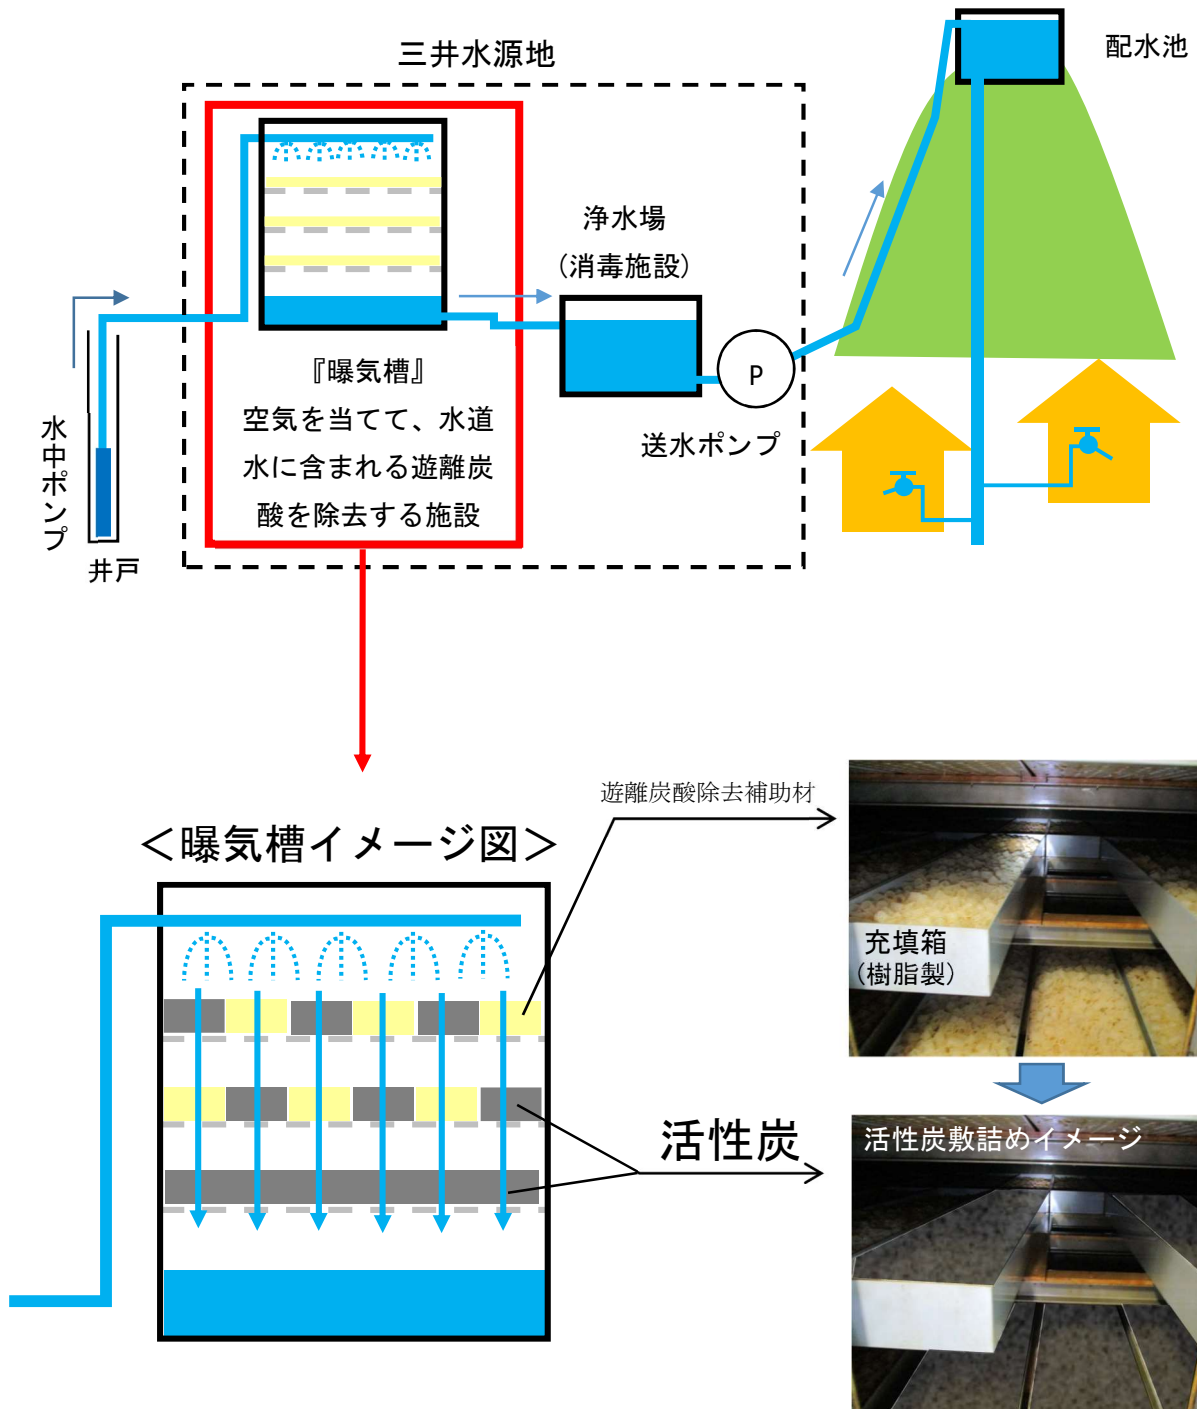 三井水源地
配水池
浄水場
(消毒施設)
『曝気槽』
空気を当てて、水道
水に含まれる遊離炭
酸を除去する施設
P
送水ポンプ
水中ポンプ
井戸
遊離炭酸除去補助材
＜曝気槽イメージ図＞
充填箱
(樹脂製)
活性炭
活性炭敷詰めイメージ